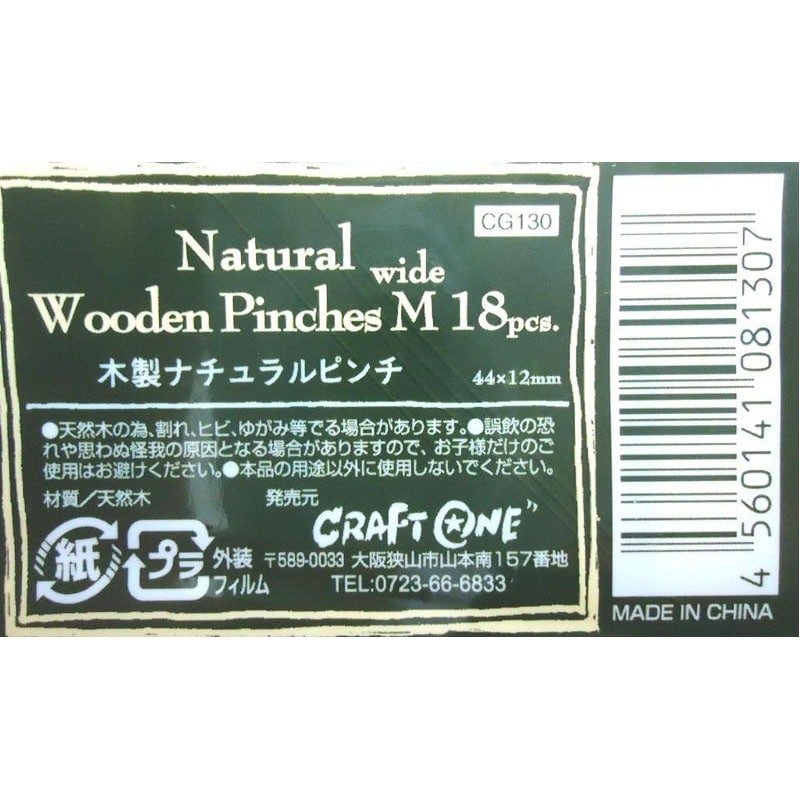 CG130
Natural wide
Wooden Pinches M 18pcs.
木製ナチュラルピンチ 44×12mm
●天然木の為、割れ、ヒビ、ゆがみ等でる場合があります。●誤飲の恐
れや思わぬ怪我の原因となる場合がありますので、お子様だけのご
使用はお避けください。●本品の用途以外に使用しないでください。
材質/天然木 発売元
CRAFT ONE"
紙 プラ 外装
フィルム
〒589-0033 大阪狭山市山本南157番地
TEL:0723-66-6833
4 560141 081307
MADE IN CHINA